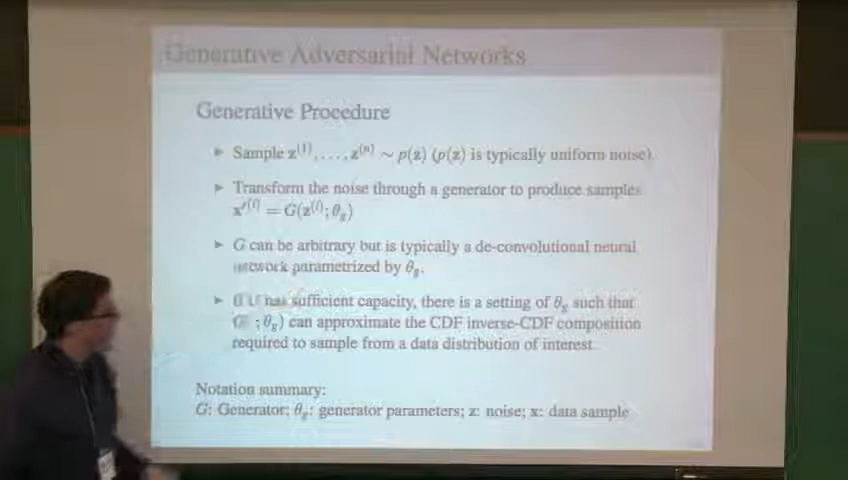 Generative Adversarial Networks
Generative Procedure
▸ Sample z⁽¹⁾, . . . , z⁽ⁿ⁾ ∼ p(z) (p(z) is typically uniform noise).
▸ Transform the noise through a generator to produce samples
x′⁽ⁱ⁾ = G(z⁽ⁱ⁾; θg)
▸ G can be arbitrary but is typically a de-convolutional neural
network parametrized by θg.
▸ If G has sufficient capacity, there is a setting of θg such that
G( ; θg) can approximate the CDF inverse-CDF composition
required to sample from a data distribution of interest.
Notation summary:
G: Generator; θg: generator parameters; z: noise; x: data sample